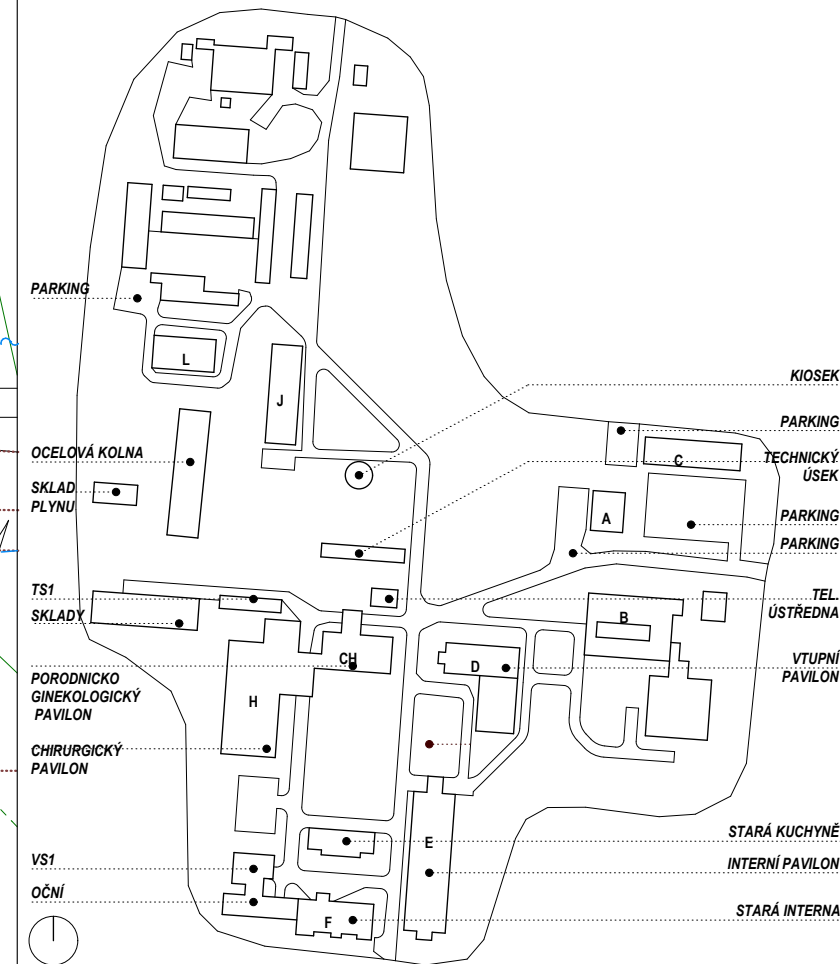 PARKING
L
J
KIOSEK
PARKING
OCELOVÁ KOLNA
C
TECHNICKÝ
ÚSEK
SKLAD
PLYNU
A
PARKING
PARKING
TS1
TEL.
ÚSTŘEDNA
SKLADY
B
CH
D
VTUPNÍ
PAVILON
PORODNICKO
GINEKOLOGICKÝ
PAVILON
H
CHIRURGICKÝ
PAVILON
E
STARÁ KUCHYNĚ
VS1
INTERNÍ PAVILON
OČNÍ
F
STARÁ INTERNA